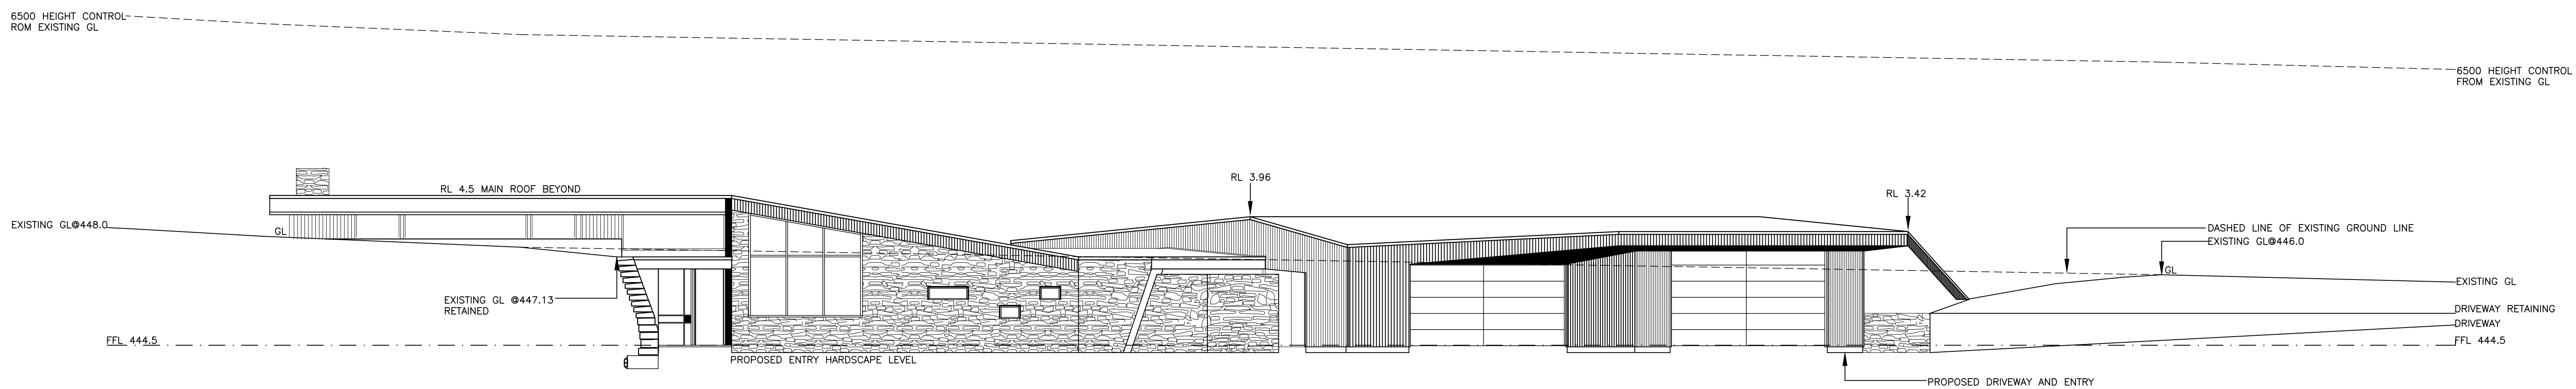 6500 HEIGHT CONTROL
ROM EXISTING GL
6500 HEIGHT CONTROL
FROM EXISTING GL
RL 3.96
RL 4.5 MAIN ROOF BEYOND
RL 3.42
EXISTING GL@448.0
GL
DASHED LINE OF EXISTING GROUND LINE
EXISTING GL@446.0
GL
EXISTING GL
EXISTING GL @447.13
RETAINED
DRIVEWAY RETAINING
DRIVEWAY
FFL 444.5
FFL 444.5
PROPOSED ENTRY HARDSCAPE LEVEL
PROPOSED DRIVEWAY AND ENTRY